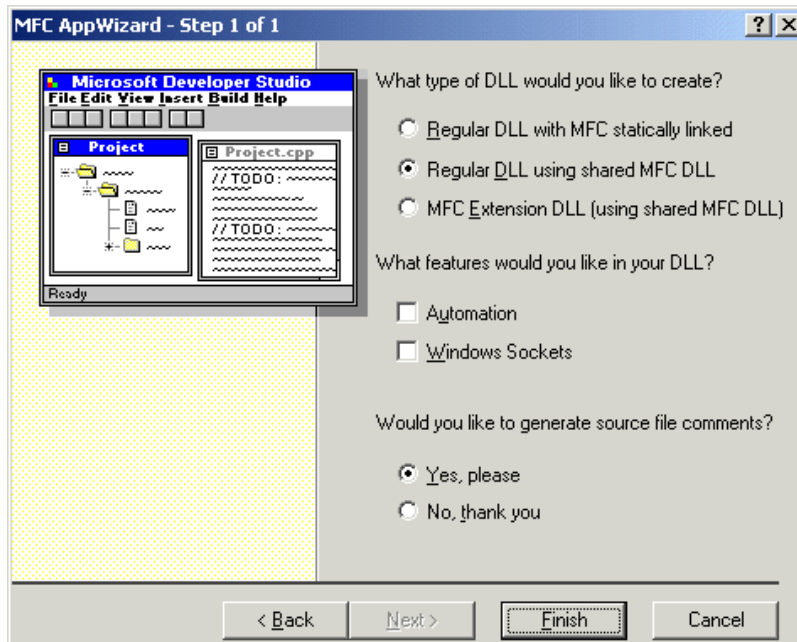 MFC AppWizard - Step 1 of 1
Microsoft Developer Studio
File Edit View Insert Build Help
Project
Project.cpp
//TODO:
//TODO:
Ready
What type of DLL would you like to create?
Regular DLL with MFC statically linked
Regular DLL using shared MFC DLL
MFC Extension DLL (using shared MFC DLL)
What features would you like in your DLL?
Automation
Windows Sockets
Would you like to generate source file comments?
Yes, please
No, thank you
< Back
Next >
Finish
Cancel